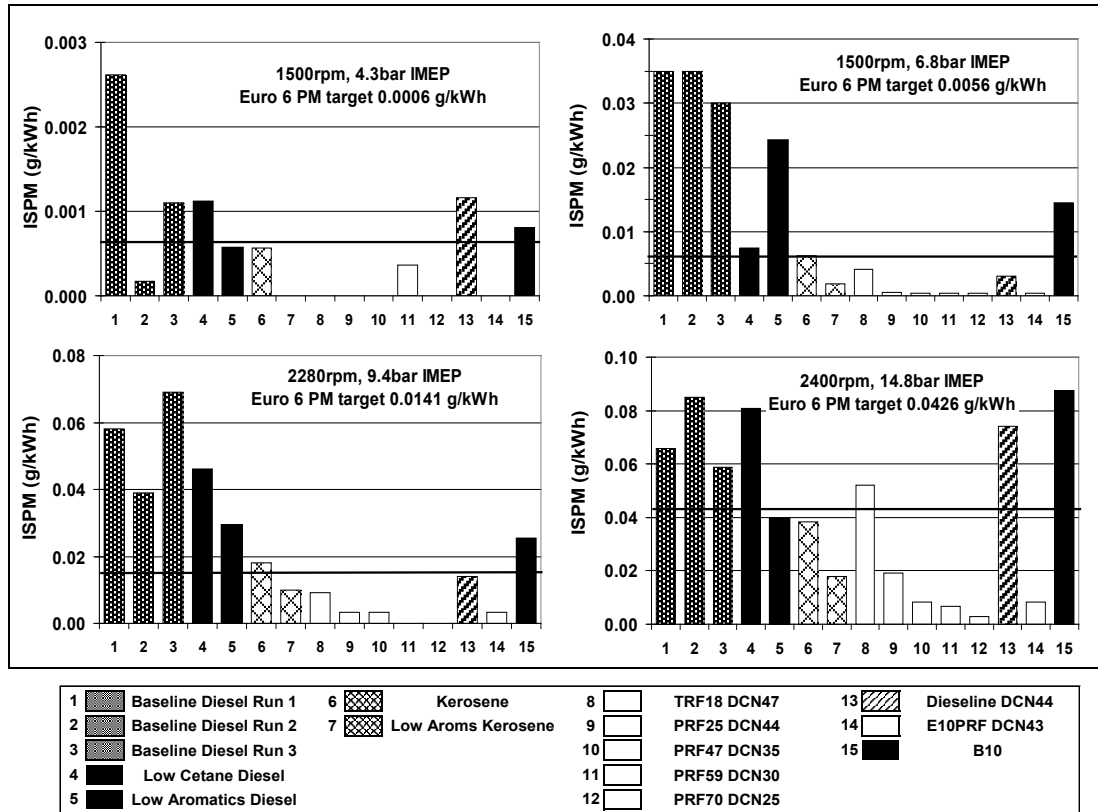 1500rpm, 4.3bar IMEP
Euro 6 PM target 0.0006 g/kWh
ISPM (g/kWh)
0.003
0.002
0.001
0.000
1 2 3 4 5 6 7 8 9 10 11 12 13 14 15
1500rpm, 6.8bar IMEP
Euro 6 PM target 0.0056 g/kWh
ISPM (g/kWh)
0.04
0.03
0.02
0.01
0.00
1 2 3 4 5 6 7 8 9 10 11 12 13 14 15
2280rpm, 9.4bar IMEP
Euro 6 PM target 0.0141 g/kWh
ISPM (g/kWh)
0.08
0.06
0.04
0.02
0.00
1 2 3 4 5 6 7 8 9 10 11 12 13 14 15
2400rpm, 14.8bar IMEP
Euro 6 PM target 0.0426 g/kWh
ISPM (g/kWh)
0.10
0.08
0.06
0.04
0.02
0.00
1 2 3 4 5 6 7 8 9 10 11 12 13 14 15
1 Baseline Diesel Run 1
2 Baseline Diesel Run 2
3 Baseline Diesel Run 3
4 Low Cetane Diesel
5 Low Aromatics Diesel
6 Kerosene
7 Low Aroms Kerosene
8 TRF18 DCN47
9 PRF25 DCN44
10 PRF47 DCN35
11 PRF59 DCN30
12 PRF70 DCN25
13 Dieseline DCN44
14 E10PRF DCN43
15 B10